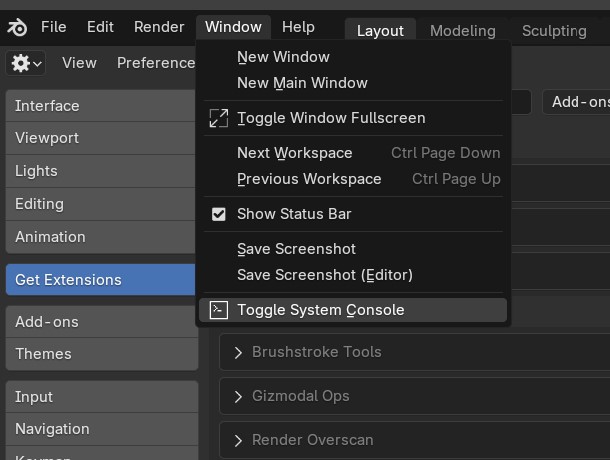 File Edit Render Window Help Layout Modeling Sculpting
View Preference
New Window
New Main Window
Toggle Window Fullscreen
Next Workspace Ctrl Page Down
Previous Workspace Ctrl Page Up
Show Status Bar
Save Screenshot
Save Screenshot (Editor)
Toggle System Console
Interface
Viewport
Lights
Editing
Animation
Get Extensions
Add-ons
Themes
Input
Navigation
Add-ons
Brushstroke Tools
Gizmodal Ops
Render Overscan